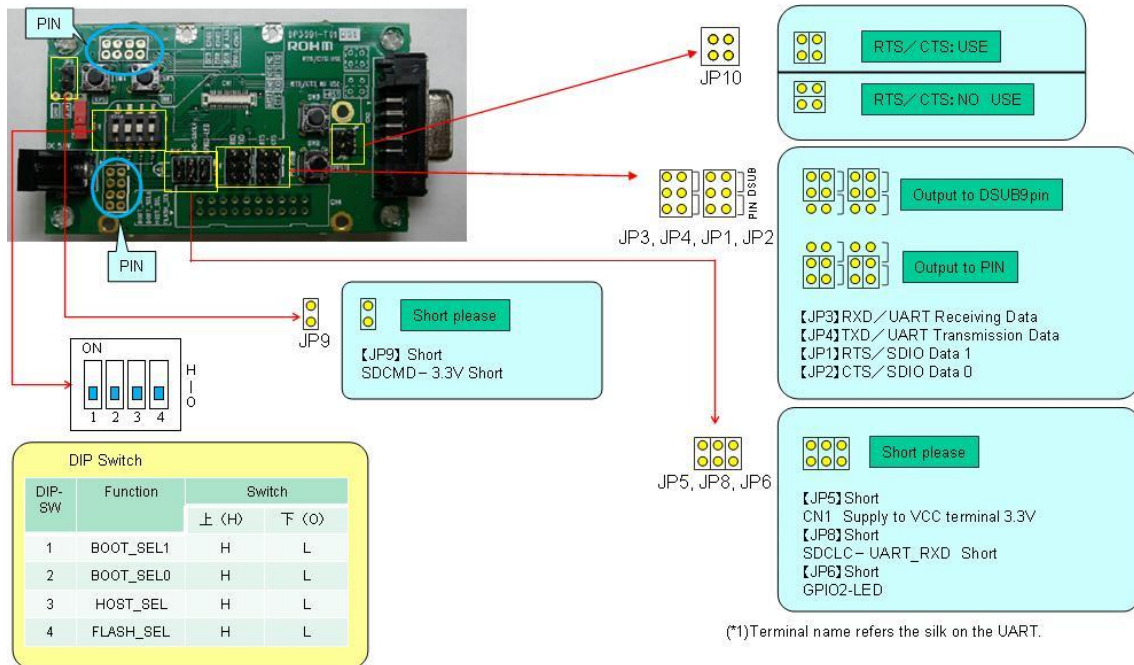 PIN
ROHM
PIN
JP10
RTS/CTS:USE
RTS/CTS:NO USE
PIN DSUB
JP3, JP4, JP1, JP2
Output to DSUB9pin
Output to PIN
【JP3】RXD/UART Receiving Data
【JP4】TXD/UART Transmission Data
【JP1】RTS/SDIO Data 1
【JP2】CTS/SDIO Data 0
JP9
Short please
【JP9】Short
SDCMD-3.3V Short
ON
H
|
O
1 2 3 4
JP5, JP8, JP6
Short please
【JP5】Short
CN1 Supply to VCC terminal 3.3V
【JP8】Short
SDCLC-UART_RXD Short
【JP6】Short
GPIO2-LED
DIP Switch
DIP-SW Function Switch
上 (H) 下 (O)
1 BOOT_SEL1 H L
2 BOOT_SEL0 H L
3 HOST_SEL H L
4 FLASH_SEL H L
(*1)Terminal name refers the silk on the UART.